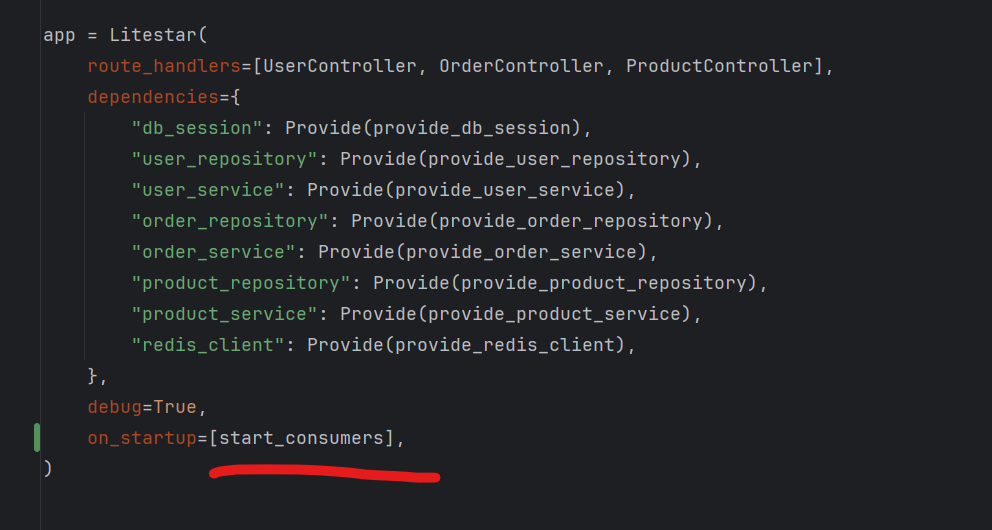 app = Litestar(
    route_handlers=[UserController, OrderController, ProductController],
    dependencies={
        "db_session": Provide(provide_db_session),
        "user_repository": Provide(provide_user_repository),
        "user_service": Provide(provide_user_service),
        "order_repository": Provide(provide_order_repository),
        "order_service": Provide(provide_order_service),
        "product_repository": Provide(provide_product_repository),
        "product_service": Provide(provide_product_service),
        "redis_client": Provide(provide_redis_client),
    },
    debug=True,
    on_startup=[start_consumers],
)